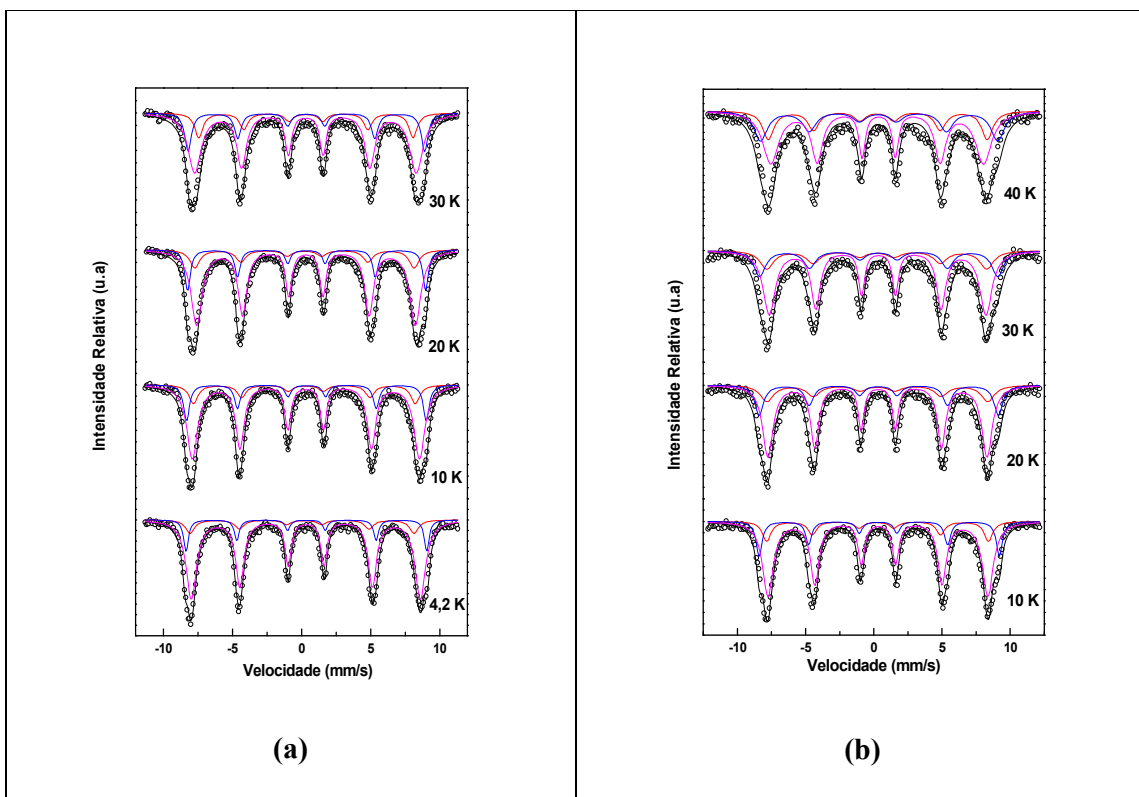 Intensidade Relativa (u.a)
30 K
20 K
10 K
4,2 K
-10 -5 0 5 10
Velocidade (mm/s)
(a)
Intensidade Relativa (u.a)
40 K
30 K
20 K
10 K
-10 -5 0 5 10
Velocidade (mm/s)
(b)